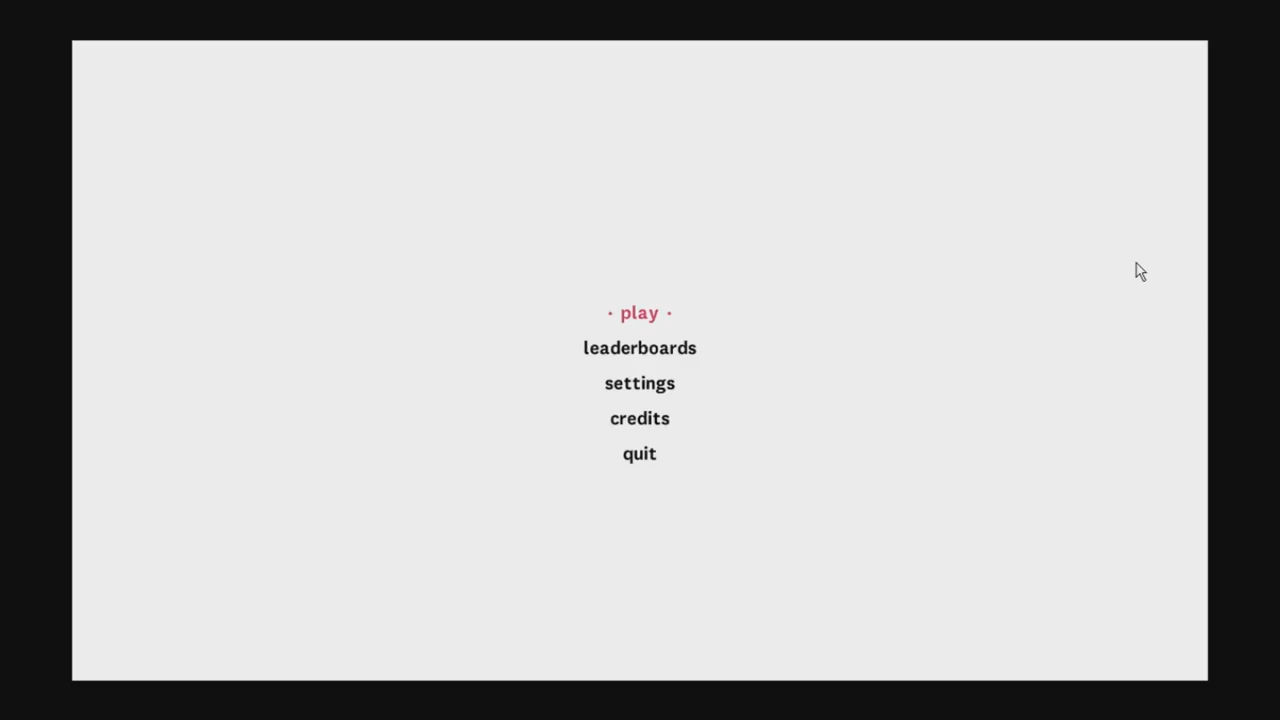 · play ·
leaderboards
settings
credits
quit